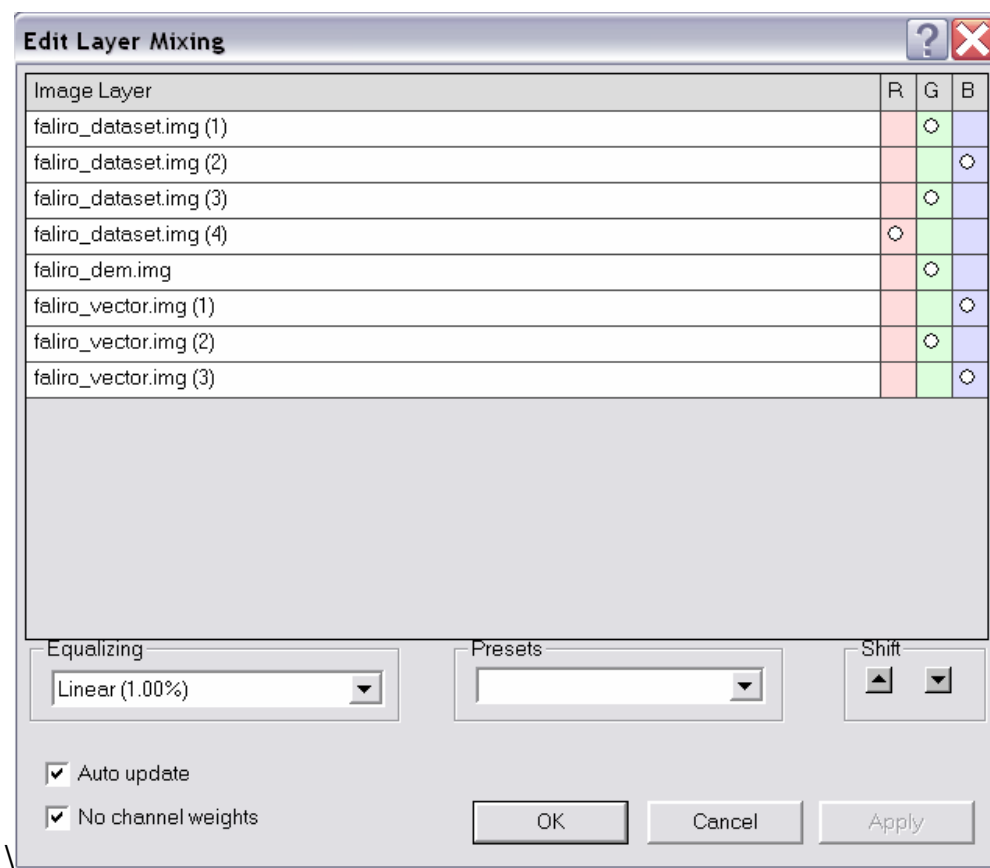 Edit Layer Mixing
Image Layer R G B
faliro_dataset.img (1)
faliro_dataset.img (2)
faliro_dataset.img (3)
faliro_dataset.img (4)
faliro_dem.img
faliro_vector.img (1)
faliro_vector.img (2)
faliro_vector.img (3)
Equalizing Presets Shift
Linear (1.00%)
Auto update
No channel weights OK Cancel Apply
\